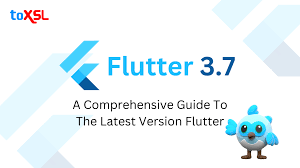 toXSL
Flutter 3.7
A Comprehensive Guide To
The Latest Version Flutter